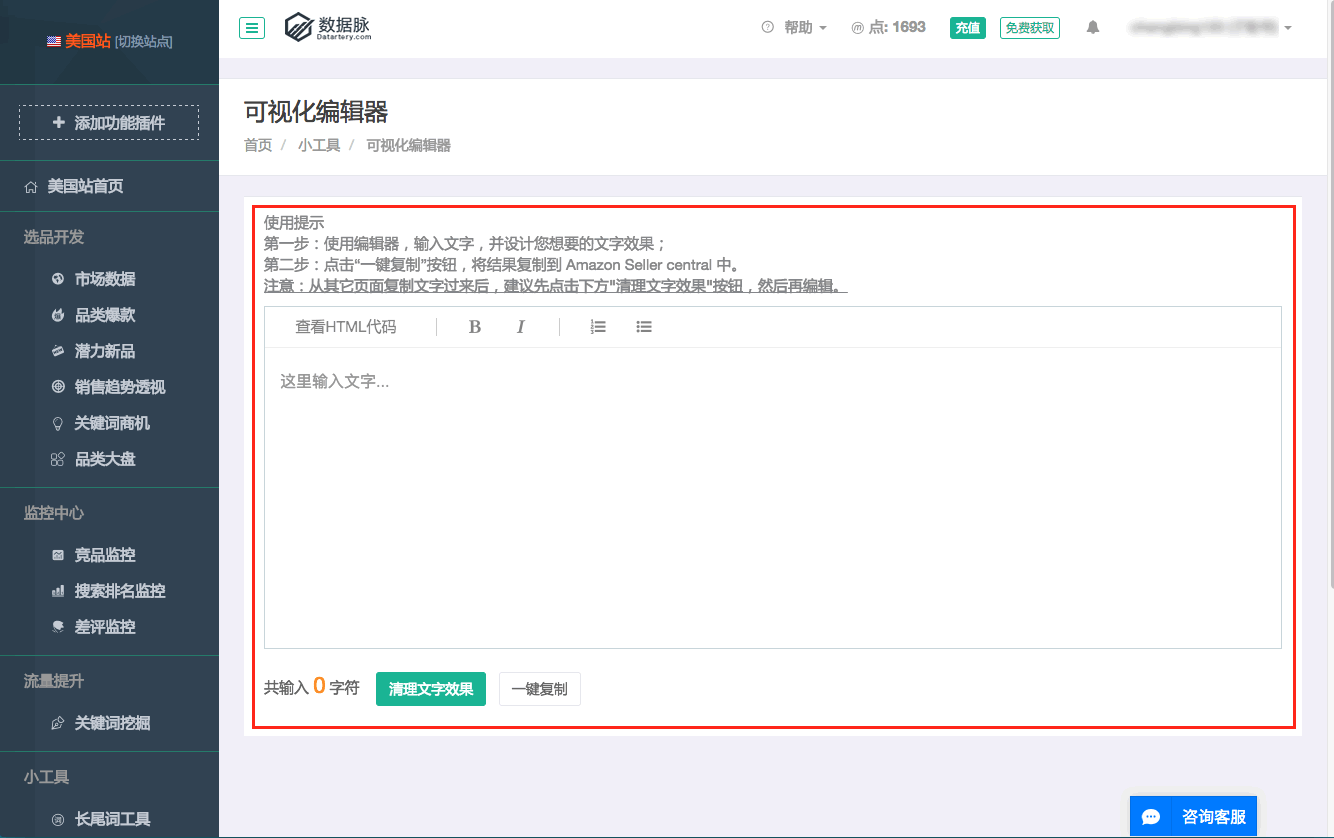 美国站 [切换站点]
添加功能插件
美国站首页
选品开发
市场数据
品类爆款
潜力新品
销售趋势透视
关键词商机
品类大盘
监控中心
竞品监控
搜索排名监控
差评监控
流量提升
关键词挖掘
小工具
长尾词工具
数据脉
Datartery.com
帮助
点: 1693
充值
免费获取
可视化编辑器
首页 / 小工具 / 可视化编辑器
使用提示
第一步：使用编辑器，输入文字，并设计您想要的文字效果；
第二步：点击“一键复制”按钮，将结果复制到 Amazon Seller central 中。
注意：从其它页面复制文字过来后，建议先点击下方"清理文字效果"按钮，然后再编辑。
查看HTML代码 B I
这里输入文字...
共输入 0 字符 清理文字效果 一键复制
咨询客服